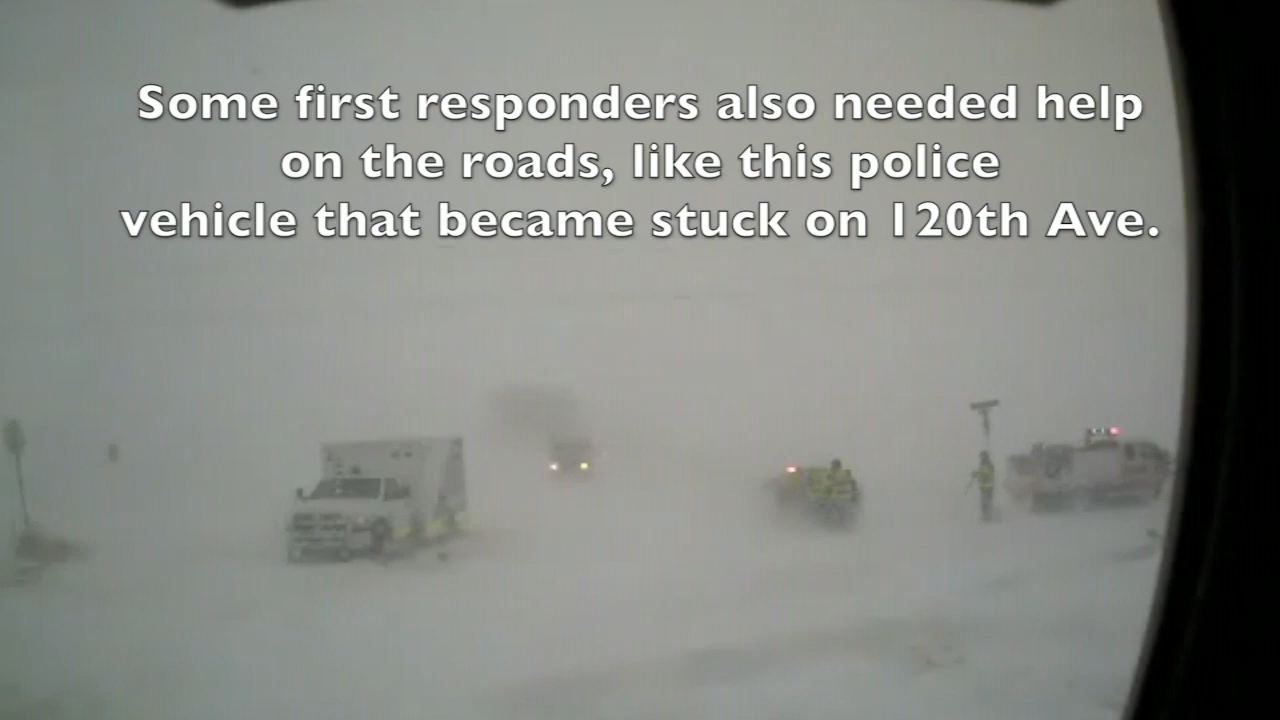 Some first responders also needed help
on the roads, like this police
vehicle that became stuck on 120th Ave.